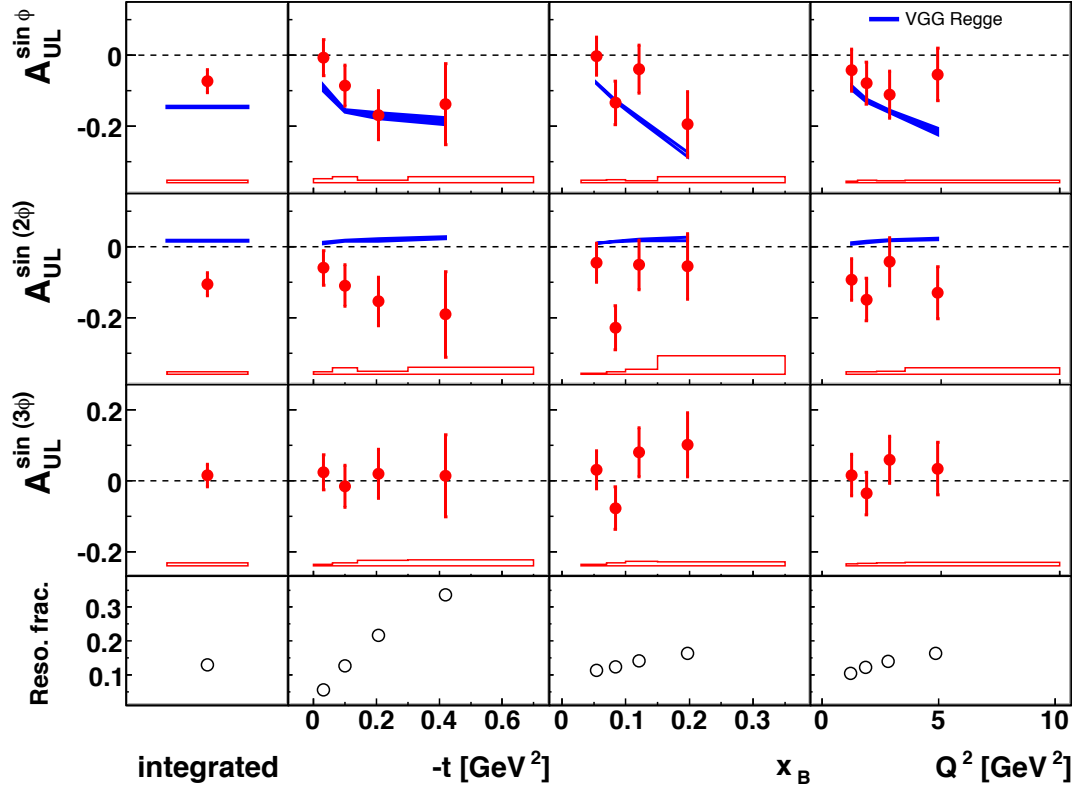 A_UL^sin ϕ
0
-0.2
VGG Regge
A_UL^sin (2ϕ)
0
-0.2
A_UL^sin (3ϕ)
0.2
0
-0.2
Reso. frac.
0.3
0.2
0.1
0 0.2 0.4 0.6 0 0.1 0.2 0.3 0 5 10
integrated -t [GeV²] x_B Q² [GeV²]